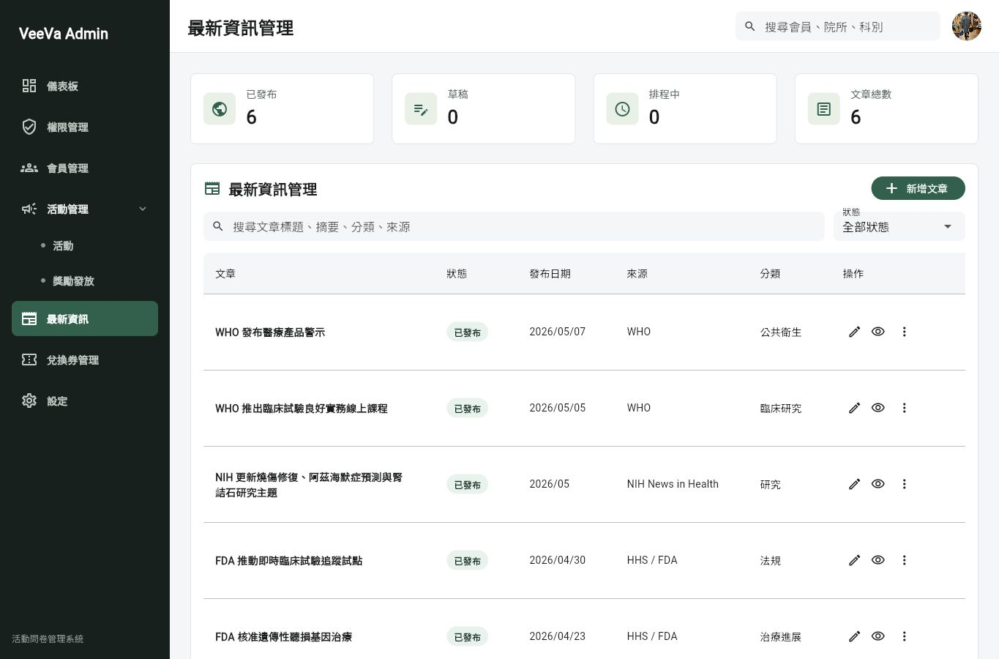 VeeVa Admin
儀表板
權限管理
會員管理
活動管理
活動
獎勵發放
最新資訊
兌換券管理
設定
活動問卷管理系統
最新資訊管理
搜尋會員、院所、科別
已發布
6
草稿
0
排程中
0
文章總數
6
最新資訊管理
新增文章
搜尋文章標題、摘要、分類、來源
狀態
全部狀態
文章 狀態 發布日期 來源 分類 操作
WHO 發布醫療產品警示 已發布 2026/05/07 WHO 公共衛生
WHO 推出臨床試驗良好實務線上課程 已發布 2026/05/05 WHO 臨床研究
NIH 更新燒傷修復、阿茲海默症預測與腎
結石研究主題 已發布 2026/05 NIH News in Health 研究
FDA 推動即時臨床試驗追蹤試點 已發布 2026/04/30 HHS / FDA 法規
FDA 核准遺傳性聽損基因治療 已發布 2026/04/23 HHS / FDA 治療進展